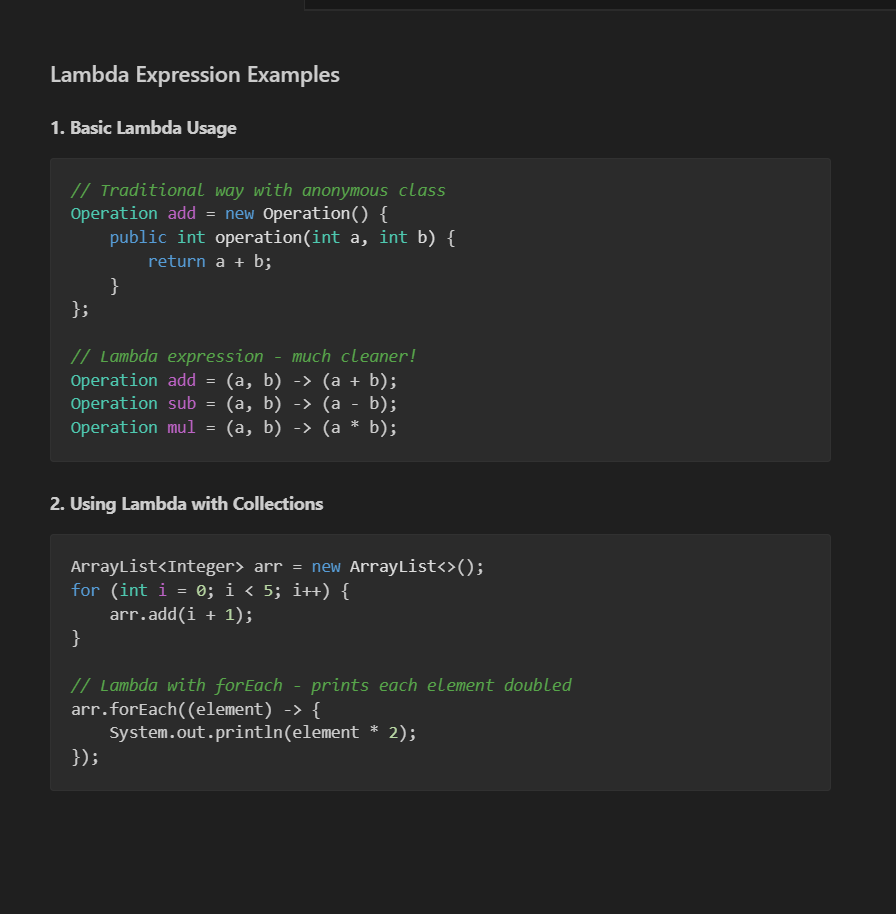 Lambda Expression Examples
1. Basic Lambda Usage
// Traditional way with anonymous class
Operation add = new Operation() {
    public int operation(int a, int b) {
        return a + b;
    }
};
// Lambda expression - much cleaner!
Operation add = (a, b) -> (a + b);
Operation sub = (a, b) -> (a - b);
Operation mul = (a, b) -> (a * b);
2. Using Lambda with Collections
ArrayList<Integer> arr = new ArrayList<>();
for (int i = 0; i < 5; i++) {
    arr.add(i + 1);
}
// Lambda with forEach - prints each element doubled
arr.forEach((element) -> {
    System.out.println(element * 2);
});